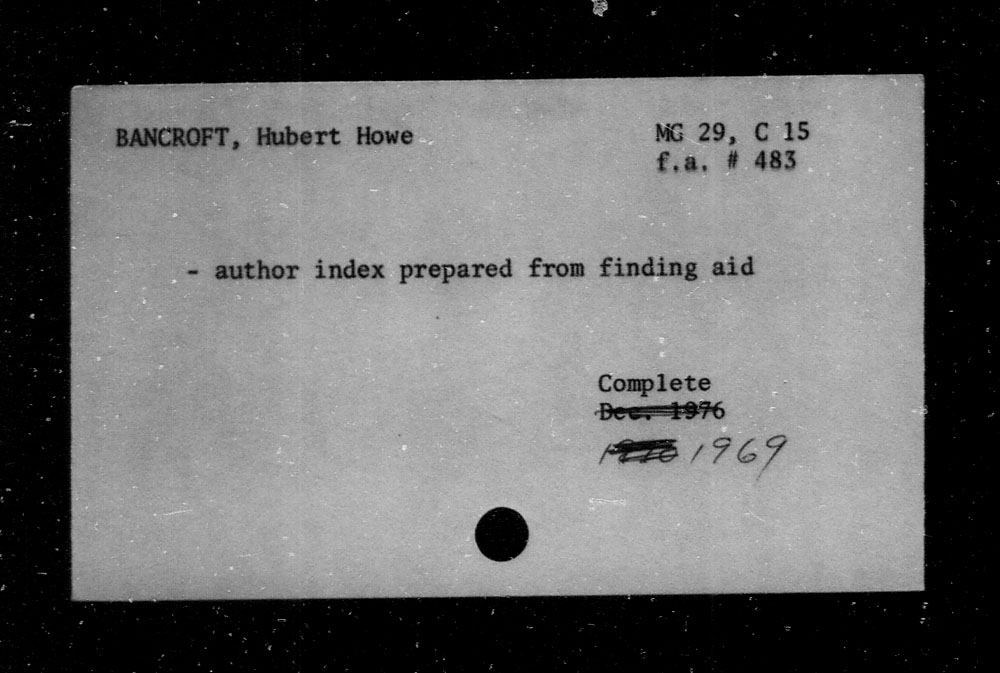 BANCROFT, Hubert Howe
MG 29, C 15
f.a. # 483
- author index prepared from finding aid
Complete
Dec. 1976
1969